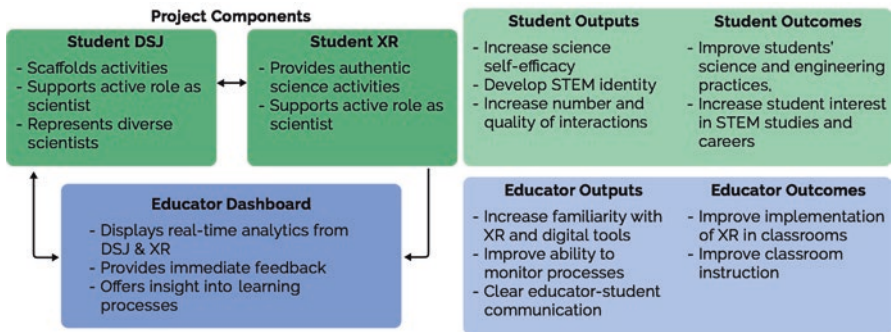 Project Components
Student DSJ
- Scaffolds activities
- Supports active role as
scientist
- Represents diverse
scientists
Student XR
- Provides authentic
science activities
- Supports active role as
scientist
Educator Dashboard
- Displays real-time analytics from
DSJ & XR
- Provides immediate feedback
- Offers insight into learning
processes
Student Outputs
- Increase science
self-efficacy
- Develop STEM identity
- Increase number and
quality of interactions
Student Outcomes
- Improve students'
science and engineering
practices,
- Increase student interest
in STEM studies and
careers
Educator Outputs
- Increase familiarity with
XR and digital tools
- Improve ability to
monitor processes
- Clear educator-student
communication
Educator Outcomes
- Improve implementation
of XR in classrooms
- Improve classroom
instruction